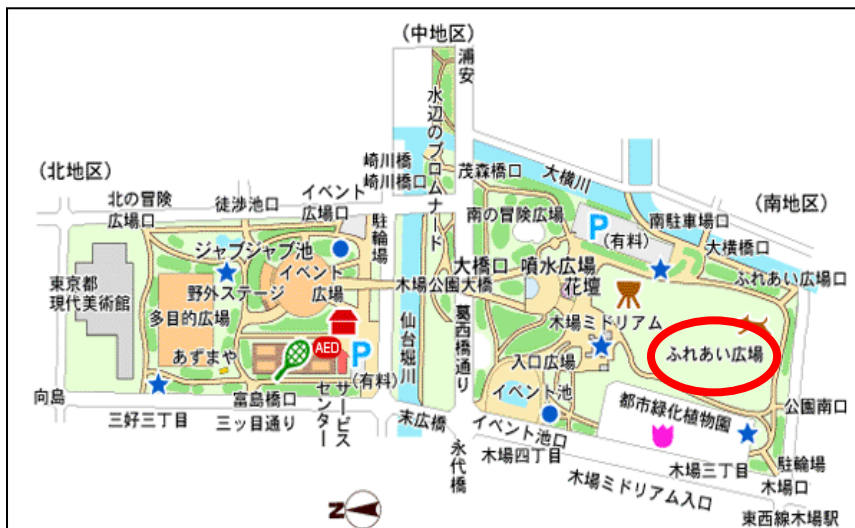 (中地区)
浦安
水辺のプロムナード
崎川橋
崎川橋口
茂森橋口
大横川
(北地区)
北の冒険
広場口
徒渉池口
イベント
広場口
駐輪場
南の冒険広場
P
(有料)
南駐車場口
(南地区)
大横橋口
ふれあい広場口
ジャブジャブ池
東京都
現代美術館
野外ステージ
イベント
広場
木場公園大橋
大橋口
噴水広場
花壇
多目的広場
仙台堀川
葛西橋通り
木場ミドリアム
あずまや
AED
P
(有料)
入口広場
ふれあい広場
向島
富島橋口
サービス
センター
イベント池
都市緑化植物園
公園南口
三好三丁目
三ッ目通り
末広橋
永代橋
イベント池口
木場四丁目
木場三丁目
駐輪場
木場口
木場ミドリアム入口
東西線木場駅
N